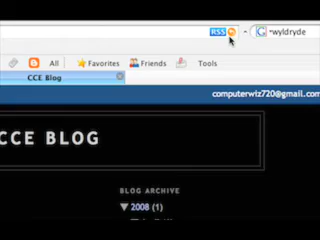 RSS wyldryde
All Favorites Friends Tools
CCE Blog
computerwiz720@gmail.com
CCE BLOG
BLOG ARCHIVE
▼ 2008 (1)